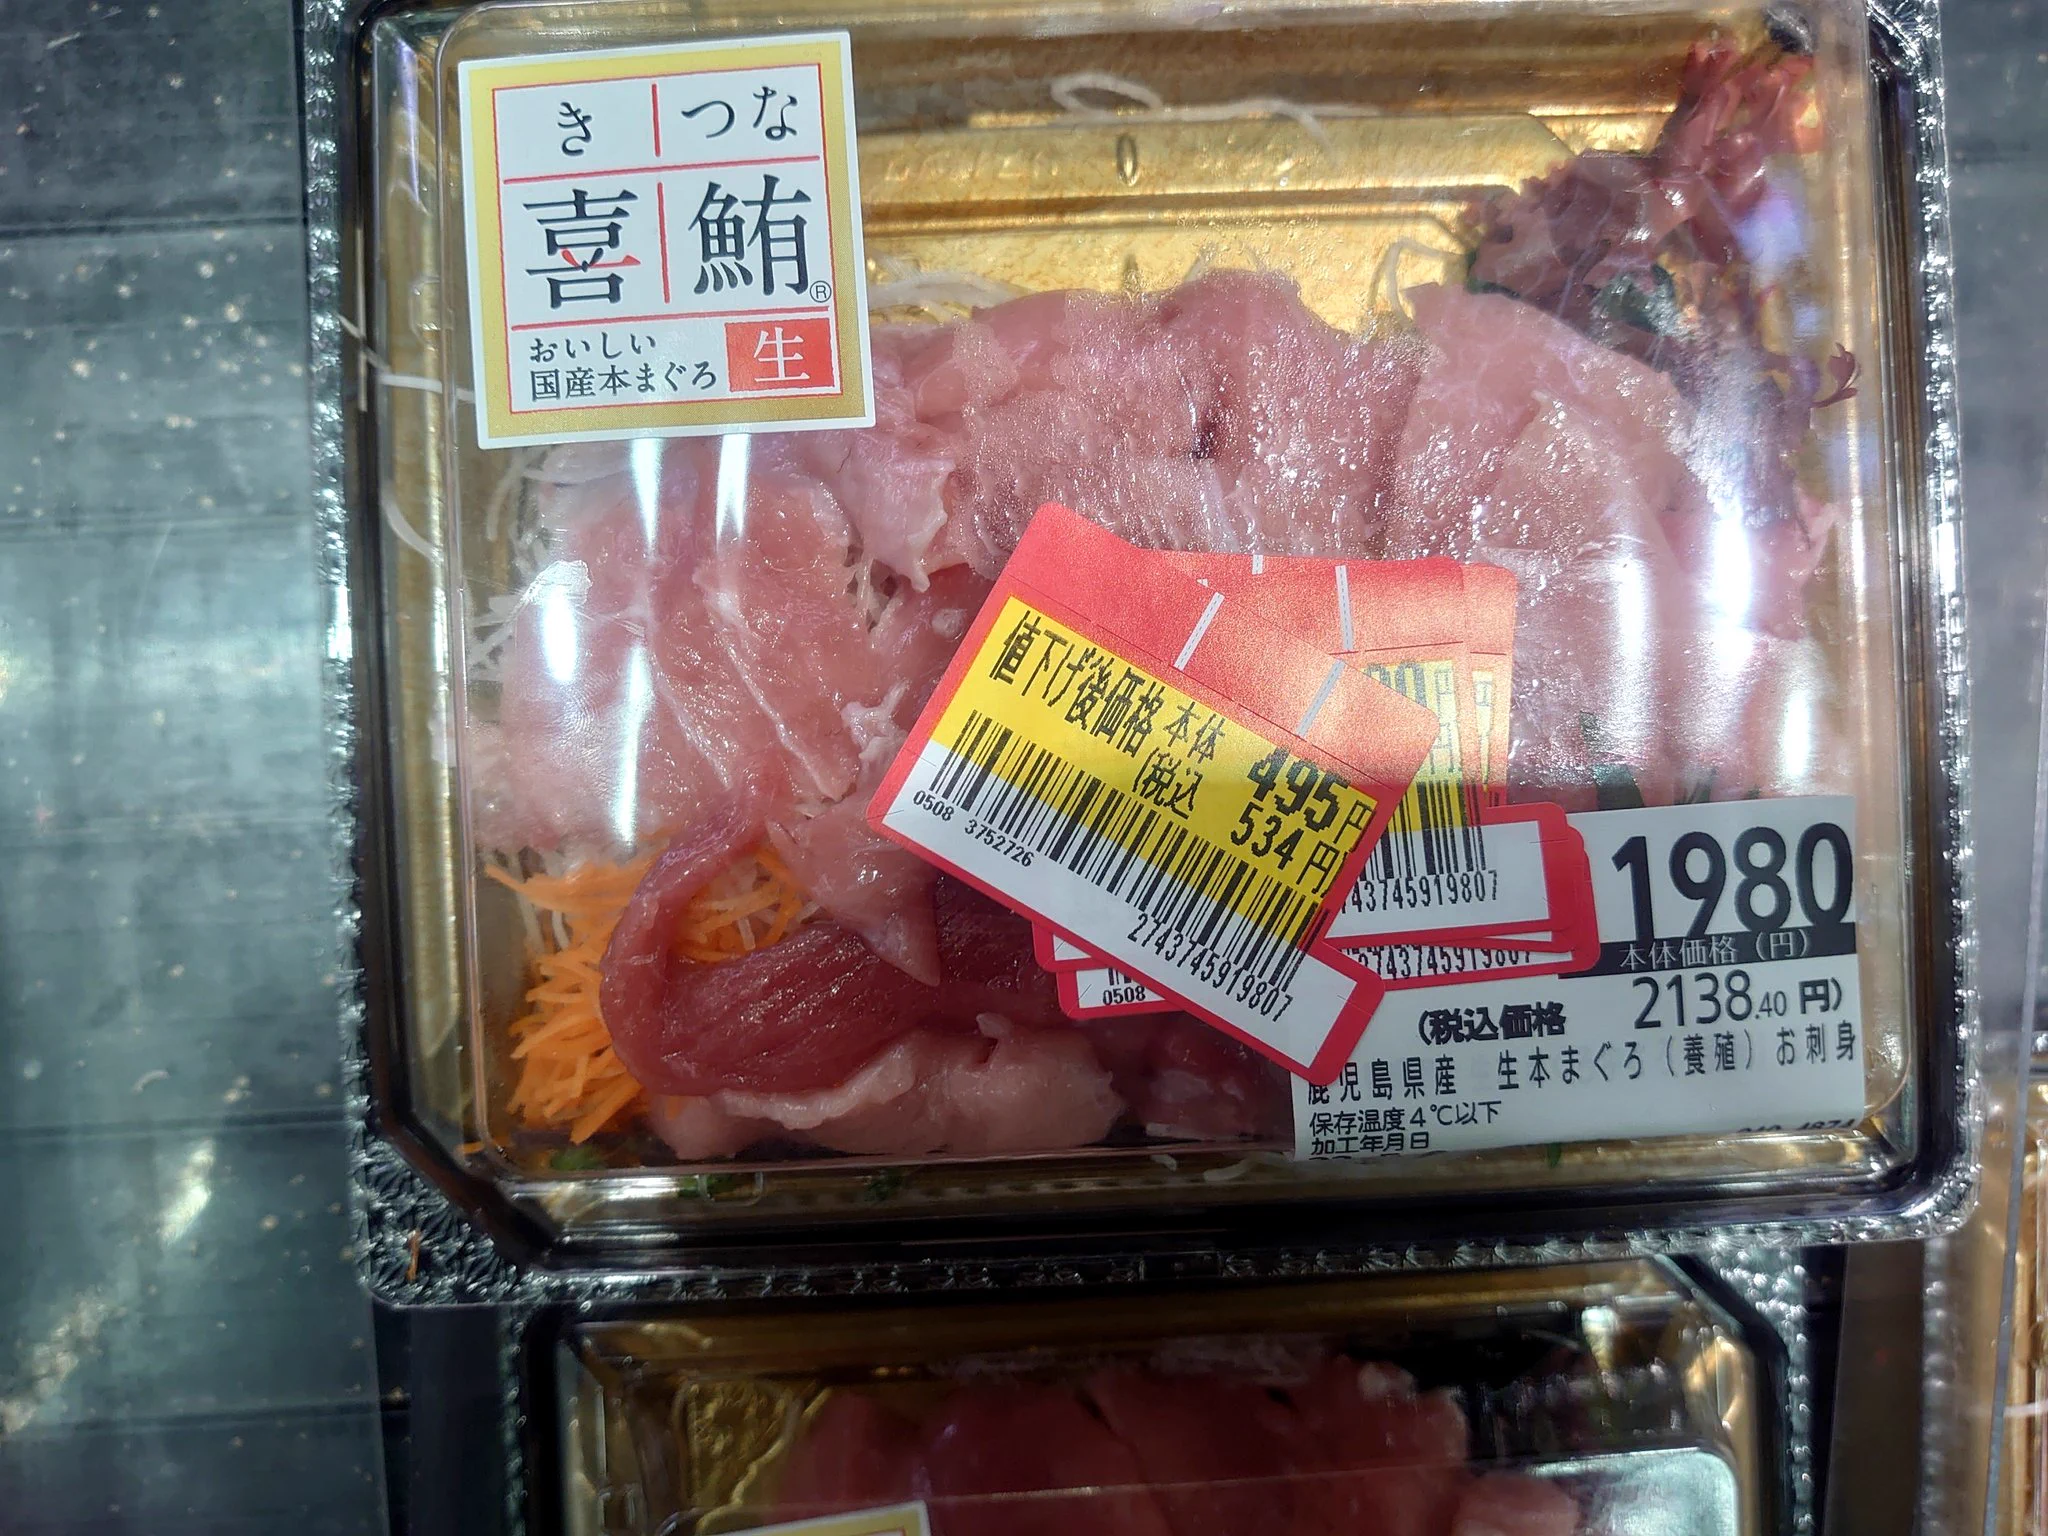 き つな
喜 鮪®
おいしい
国産本まぐろ 生
値下げ後価格 本体 495円
(税込 534円)
0508 3752726
2743745919807
円
43745919807
2743745919807
0508
1980
本体価格(円)
(税込価格 2138.40円)
鹿児島県産 生本まぐろ(養殖)お刺身
保存温度4℃以下
加工年月日